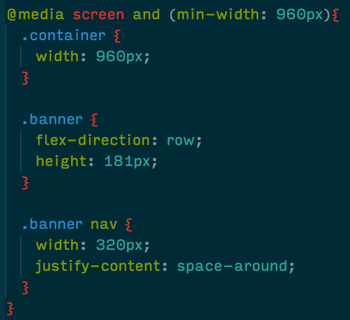 @media screen and (min-width: 960px){
  .container {
    width: 960px;
  }

  .banner {
    flex-direction: row;
    height: 181px;
  }

  .banner nav {
    width: 320px;
    justify-content: space-around;
  }
}